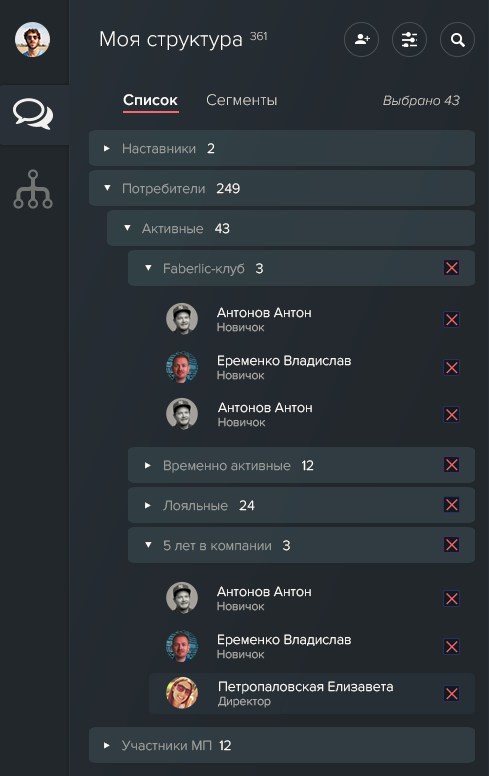 Моя структура 361
Список Сегменты Выбрано 43
Наставники 2
Потребители 249
Активные 43
Faberlic-клуб 3
Антонов Антон
Новичок
Еременко Владислав
Новичок
Антонов Антон
Новичок
Временно активные 12
Лояльные 24
5 лет в компании 3
Антонов Антон
Новичок
Еременко Владислав
Новичок
Петропаловская Елизавета
Директор
Участники МП 12